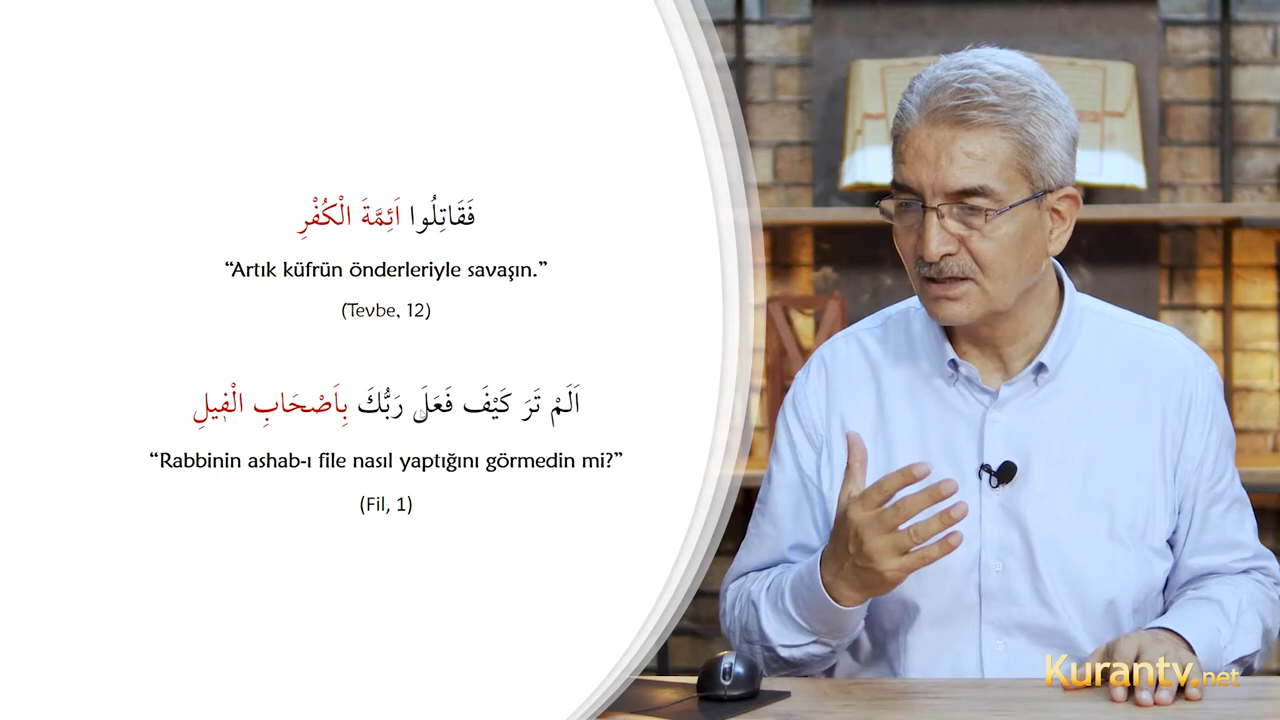 فَقَاتِلُوا اَئِمَّةَ الْكُفْرِ
“Artık küfrün önderleriyle savaşın.”
(Tevbe, 12)
اَلَمْ تَرَ كَيْفَ فَعَلَ رَبُّكَ بِاَصْحَابِ الْفٖيلِ
“Rabbinin ashab-ı file nasıl yaptığını görmedin mi?”
(Fil, 1)
Kurantv.net